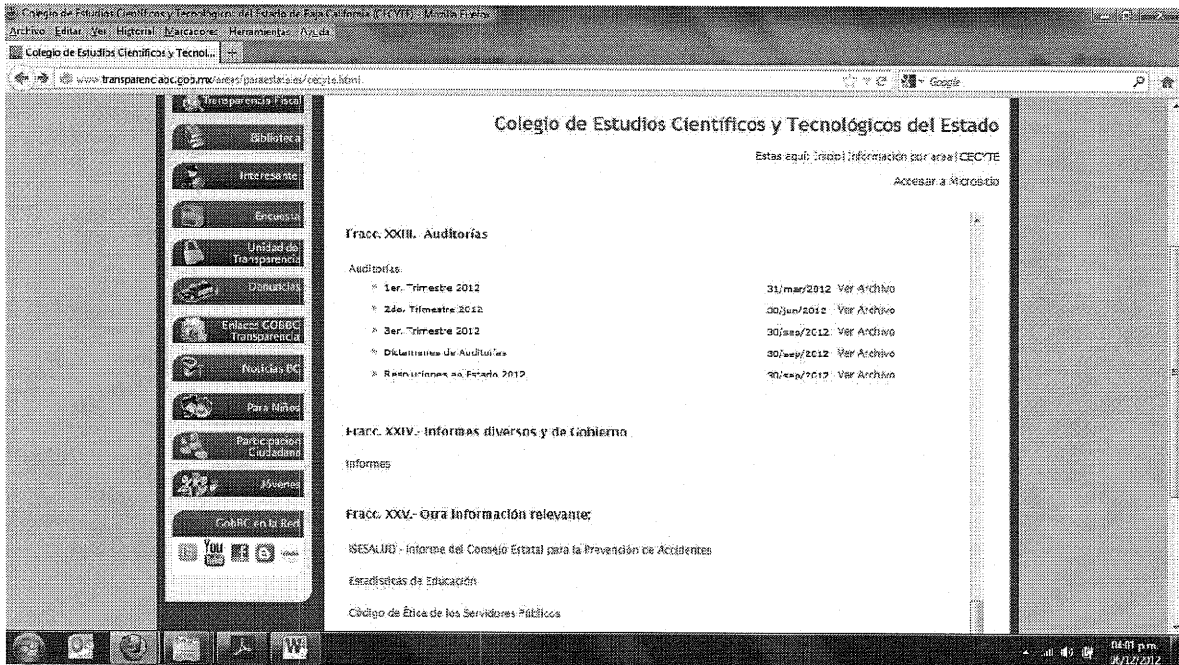 Colegio de Estudios Científicos y Tecnológicos del Estado de Baja California (CECYTE) - Mozilla Firefox
Archivo Editar Ver Historial Marcadores Herramientas Ayuda
Colegio de Estudios Científicos y Tecnol...
www.transparenciabc.gob.mx/areas/paraestatales/cecyte.html
Google
Transparencia Fiscal
Biblioteca
Interesante
Encuesta
Unidad de
Transparencia
Denuncias
Enlaces GOBBC
Transparencia
Noticias BC
Para Niños
Participación
Ciudadana
Jóvenes
GobBC en la Red
You
Colegio de Estudios Científicos y Tecnológicos del Estado
Estas aquí: Inicio| Información por area| CECYTE
Accesar a Micrositio
Fracc. XXIII.- Auditorías
Auditorías
1er. Trimestre 2012 31/mar/2012 Ver Archivo
2do. Trimestre 2012 30/jun/2012 Ver Archivo
3er. Trimestre 2012 30/sep/2012 Ver Archivo
Dictamenes de Auditorías 30/sep/2012 Ver Archivo
2012 30/sep/2012 Ver Archivo
Fracc. XXIV.- Informes diversos y de Gobierno
Informes
Fracc. XXV.- Otra información relevante:
ISESALUD - Informe del Consejo Estatal para la Prevención de Accidentes
Estadísticas de Educación
Código de Ética de los Servidores Públicos
04:01 p.m.
06/12/2012